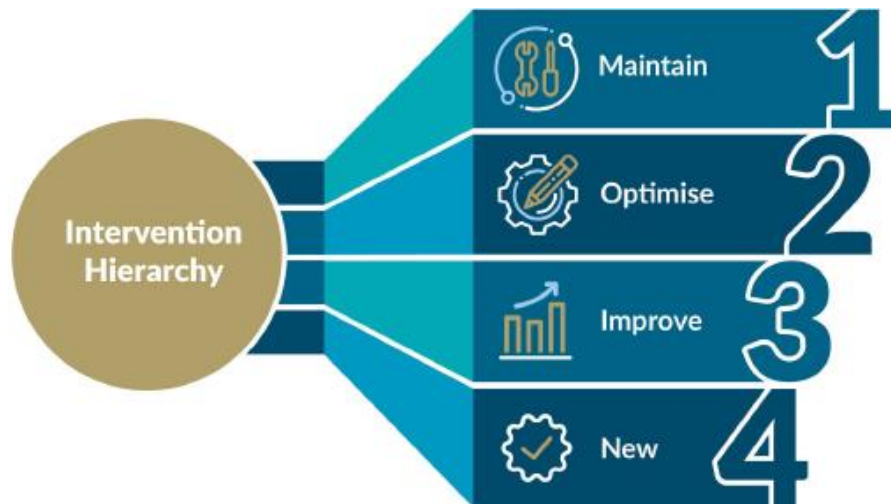 Intervention
Hierarchy
Maintain
1
Optimise
2
Improve
3
New
4